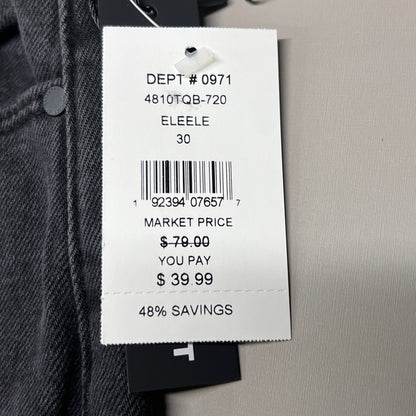 DEPT # 0971
4810TQB-720
ELEELE
30
1 92394 07657 7
MARKET PRICE
$ 79.00
YOU PAY
$ 39.99
48% SAVINGS
T